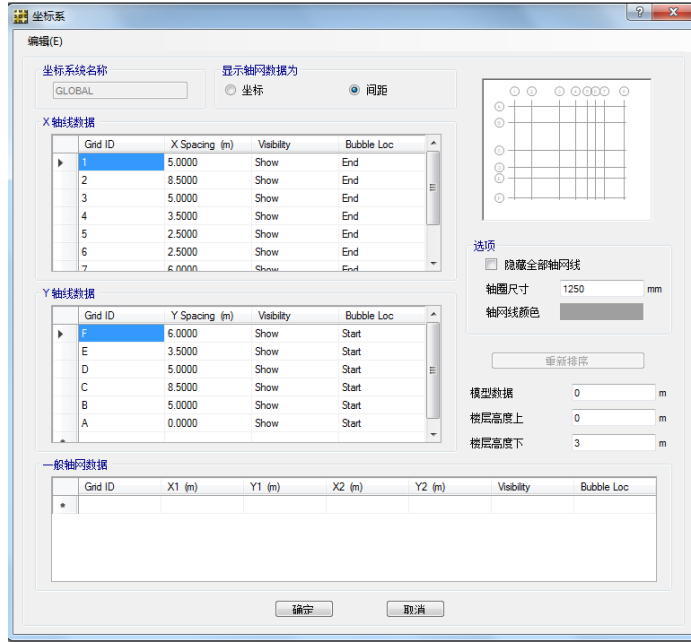 坐标系
编辑(E)
坐标系统名称
GLOBAL
显示轴网数据为
坐标
间距
X 轴线数据
Grid ID X Spacing (m) Visibility Bubble Loc
1 5.0000 Show End
2 8.5000 Show End
3 5.0000 Show End
4 3.5000 Show End
5 2.5000 Show End
6 2.5000 Show End
7 6.0000 Show End
选项
隐藏全部轴网线
轴圈尺寸 1250 mm
轴网线颜色
Y 轴线数据
Grid ID Y Spacing (m) Visibility Bubble Loc
F 6.0000 Show Start
E 3.5000 Show Start
D 5.0000 Show Start
C 8.5000 Show Start
B 5.0000 Show Start
A 0.0000 Show Start
重新排序
模型数据 0 m
楼层高度上 0 m
楼层高度下 3 m
一般轴网数据
Grid ID X1 (m) Y1 (m) X2 (m) Y2 (m) Visibility Bubble Loc
确定
取消